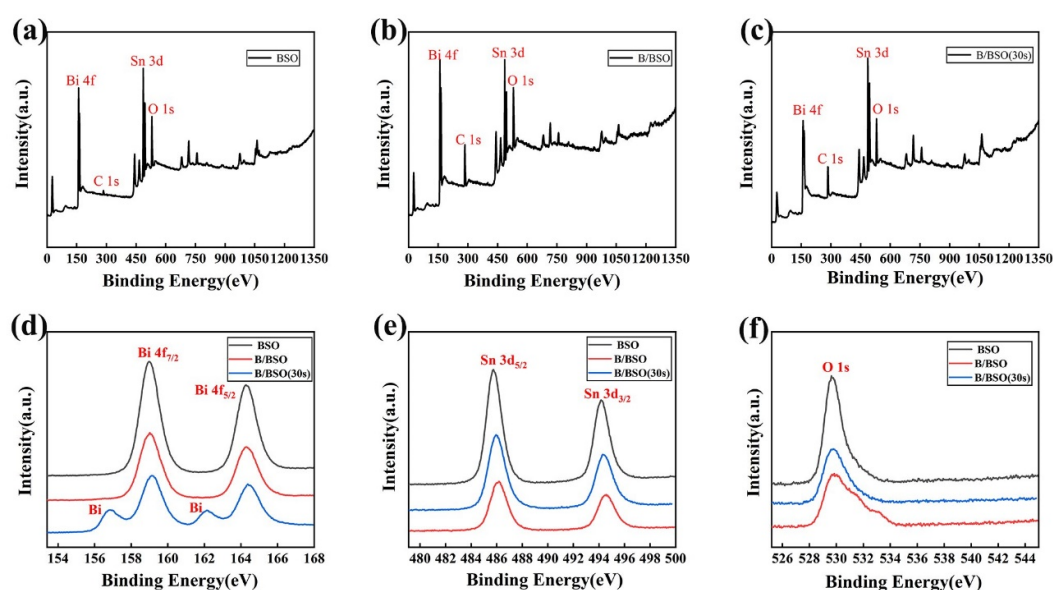 (a)
BSO
Bi 4f
Sn 3d
O 1s
C 1s
Intensity(a.u.)
0 150 300 450 600 750 900 1050 1200 1350
Binding Energy(eV)
(b)
B/BSO
Bi 4f
Sn 3d
O 1s
C 1s
Intensity(a.u.)
0 150 300 450 600 750 900 1050 1200 1350
Binding Energy(eV)
(c)
B/BSO(30s)
Sn 3d
Bi 4f
O 1s
C 1s
Intensity(a.u.)
0 150 300 450 600 750 900 1050 1200 1350
Binding Energy(eV)
(d)
BSO
B/BSO
B/BSO(30s)
Bi 4f7/2
Bi 4f5/2
Bi
Bi
Intensity(a.u.)
154 156 158 160 162 164 166 168
Binding Energy(eV)
(e)
BSO
B/BSO
B/BSO(30s)
Sn 3d5/2
Sn 3d3/2
Intensity(a.u.)
480 482 484 486 488 490 492 494 496 498 500
Binding Energy(eV)
(f)
BSO
B/BSO
B/BSO(30s)
O 1s
Intensity(a.u.)
526 528 530 532 534 536 538 540 542 544
Binding Energy(eV)